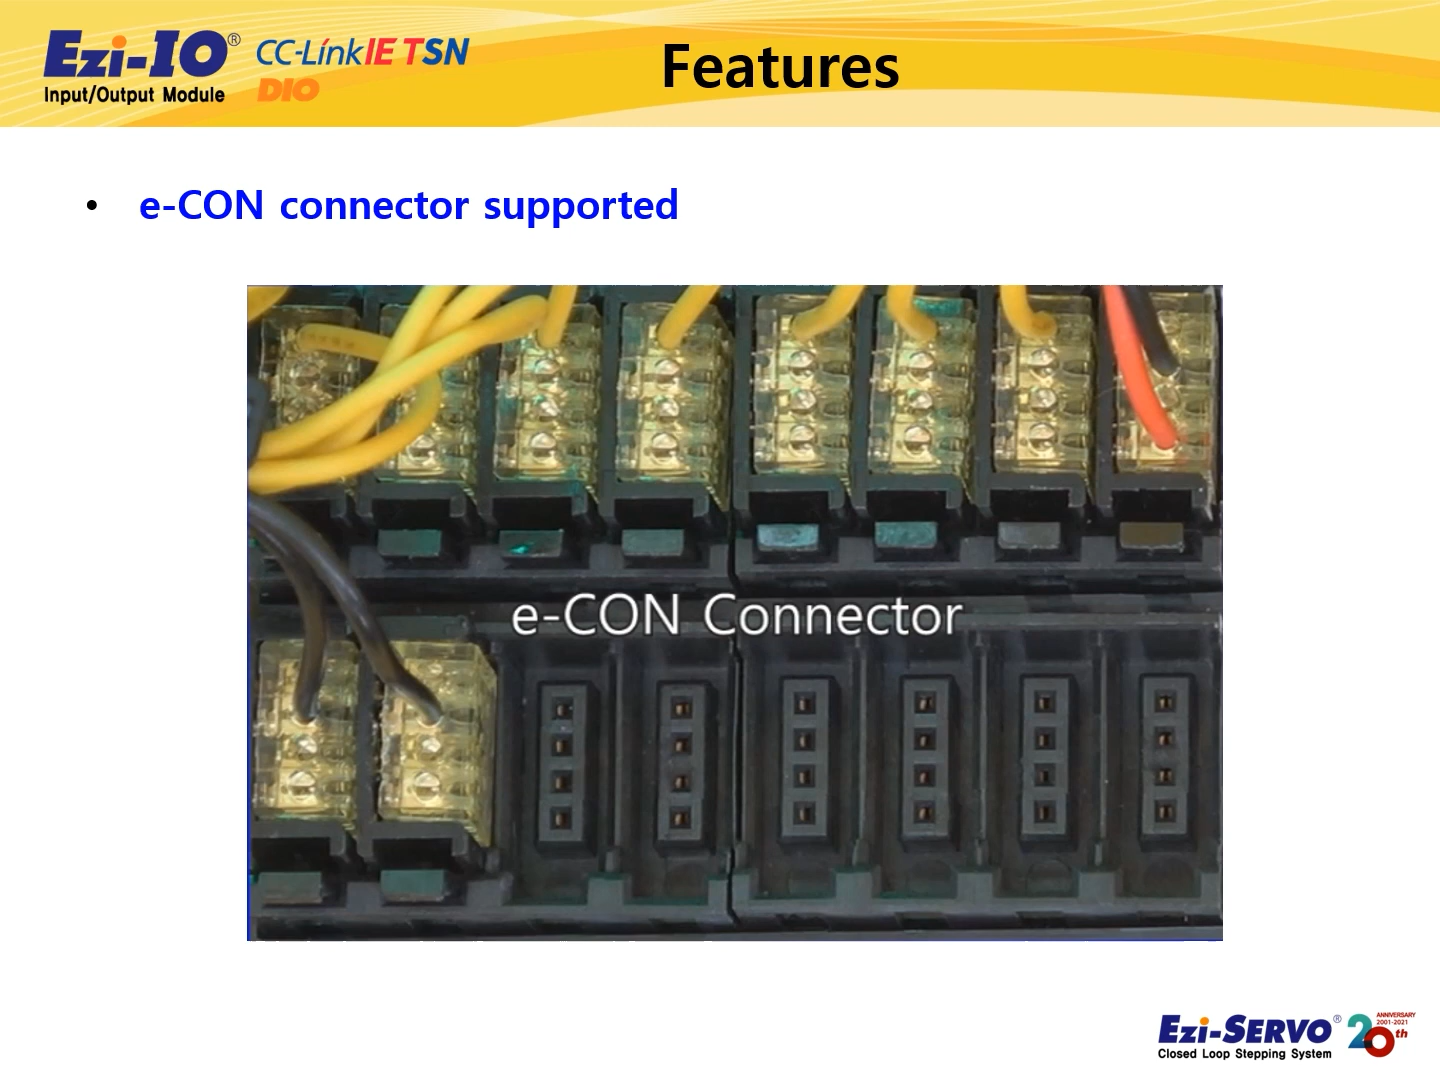 Ezi-IO®
Input/Output Module
CC-Link IE TSN
DIO
Features
• e-CON connector supported
e-CON Connector
Ezi-SERVO®
Closed Loop Stepping System
20th
ANNIVERSARY
2001-2021